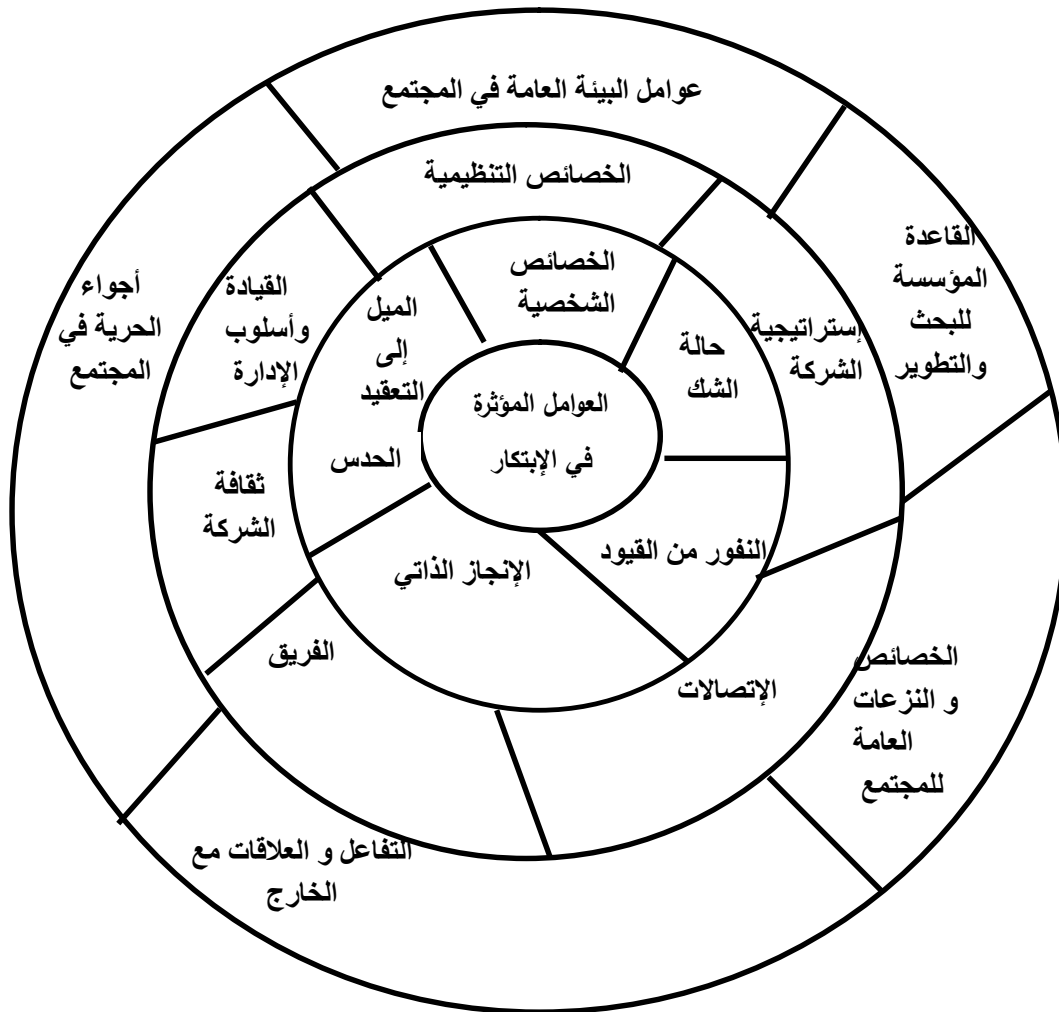 عوامل البيئة العامة في المجتمع
الخصائص التنظيمية
الخصائص
الشخصية
القاعدة
المؤسسة
للبحث
والتطوير
أجواء
الحرية في
المجتمع
القيادة
وأسلوب
الإدارة
الميل
إلى
التعقيد
حالة
الشك
إستراتيجية
الشركة
العوامل المؤثرة
في الإبتكار
الحدس
ثقافة
الشركة
النفور من القيود
الإنجاز الذاتي
الفريق
الإتصالات
الخصائص
و النزعات
العامة
للمجتمع
التفاعل و العلاقات مع
الخارج